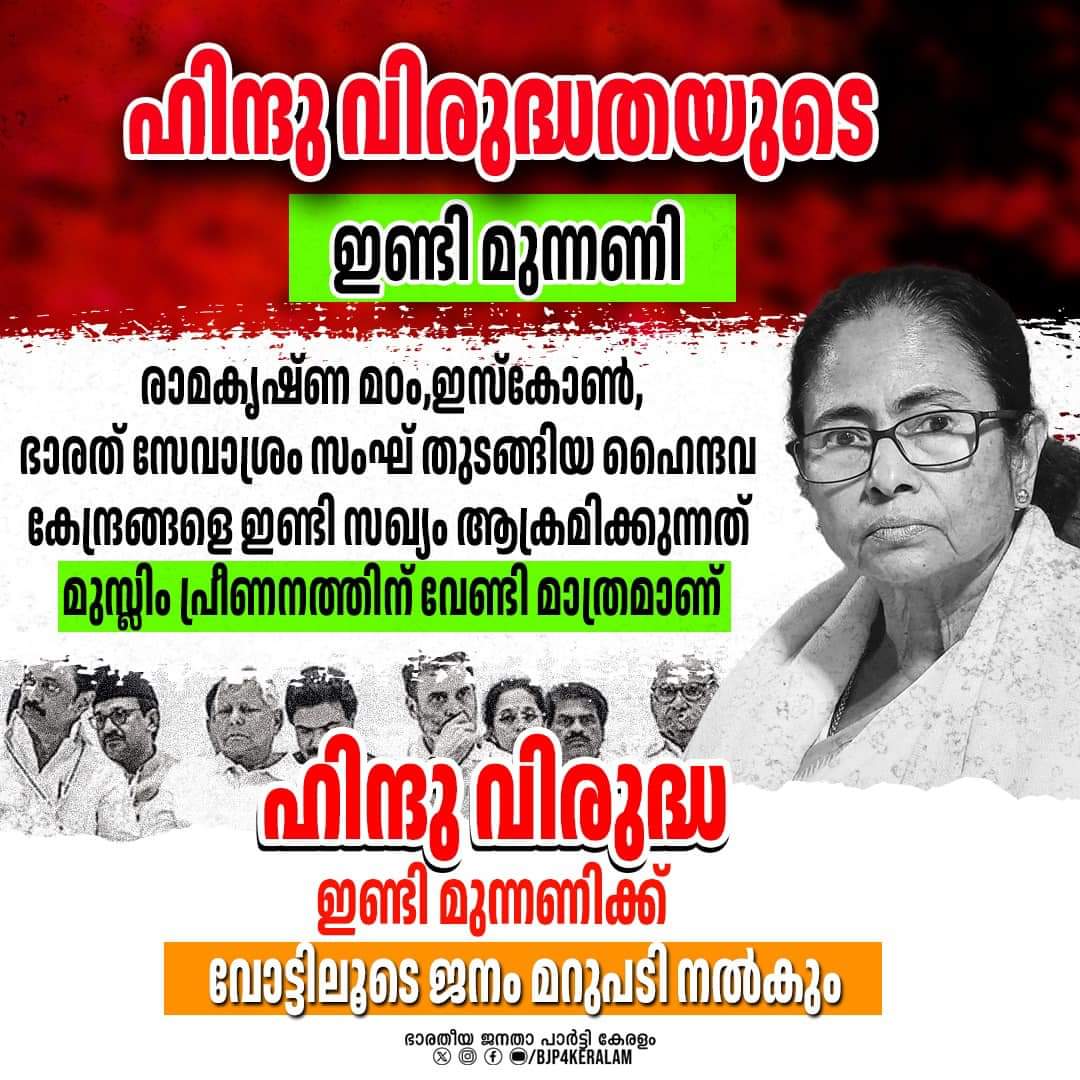 ഹിന്ദു വിരുദ്ധതയുടെ
ഇണ്ടി മുന്നണി
രാമകൃഷ്ണ മഠം,ഇസ്കോൺ,
ഭാരത് സേവാശ്രം സംഘ് തുടങ്ങിയ ഹൈന്ദവ
കേന്ദ്രങ്ങളെ ഇണ്ടി സഖ്യം ആക്രമിക്കുന്നത്
മുസ്ലിം പ്രീണനത്തിന് വേണ്ടി മാത്രമാണ്
ഹിന്ദു വിരുദ്ധ
ഇണ്ടി മുന്നണിക്ക്
വോട്ടിലൂടെ ജനം മറുപടി നൽകും
ഭാരതീയ ജനതാ പാർട്ടി കേരളം
/BJP4KERALAM